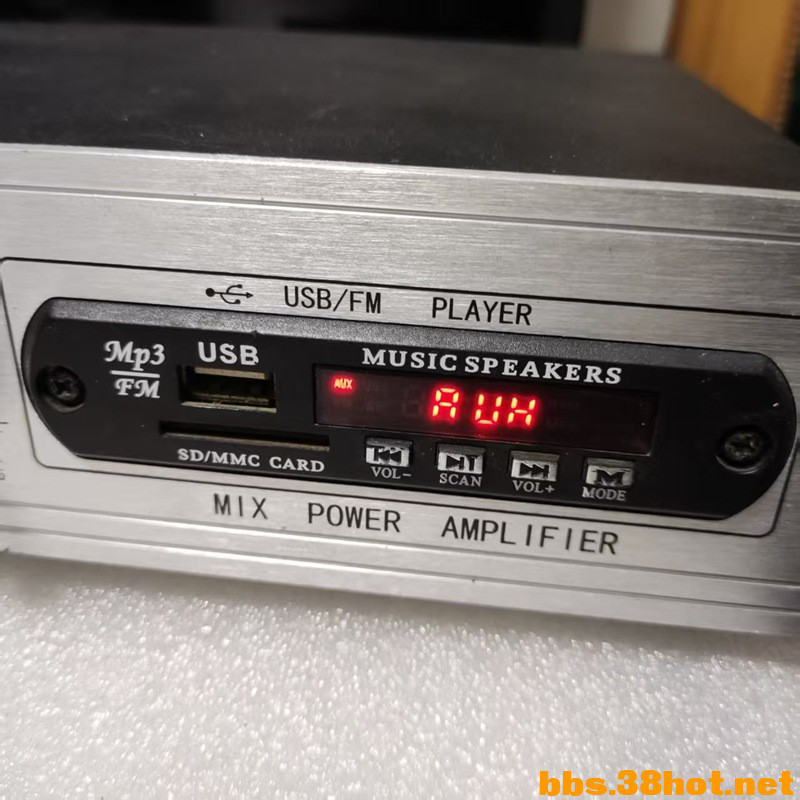 USB/FM PLAYER
Mp3
FM
USB
MUSIC SPEAKERS
AUX
AUH
SD/MMC CARD
VOL-
SCAN
VOL+
M
MODE
MIX POWER AMPLIFIER
bbs.38hot.net